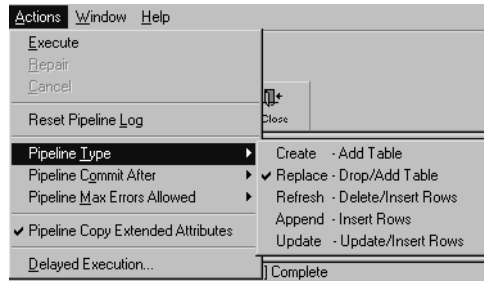 Actions Window Help
Execute
Repair
Cancel
Close
Reset Pipeline Log
Pipeline Type
Create - Add Table
Pipeline Commit After
Replace - Drop/Add Table
Pipeline Max Errors Allowed
Refresh - Delete/Insert Rows
Append - Insert Rows
Pipeline Copy Extended Attributes
Update - Update/Insert Rows
Delayed Execution...
] Complete